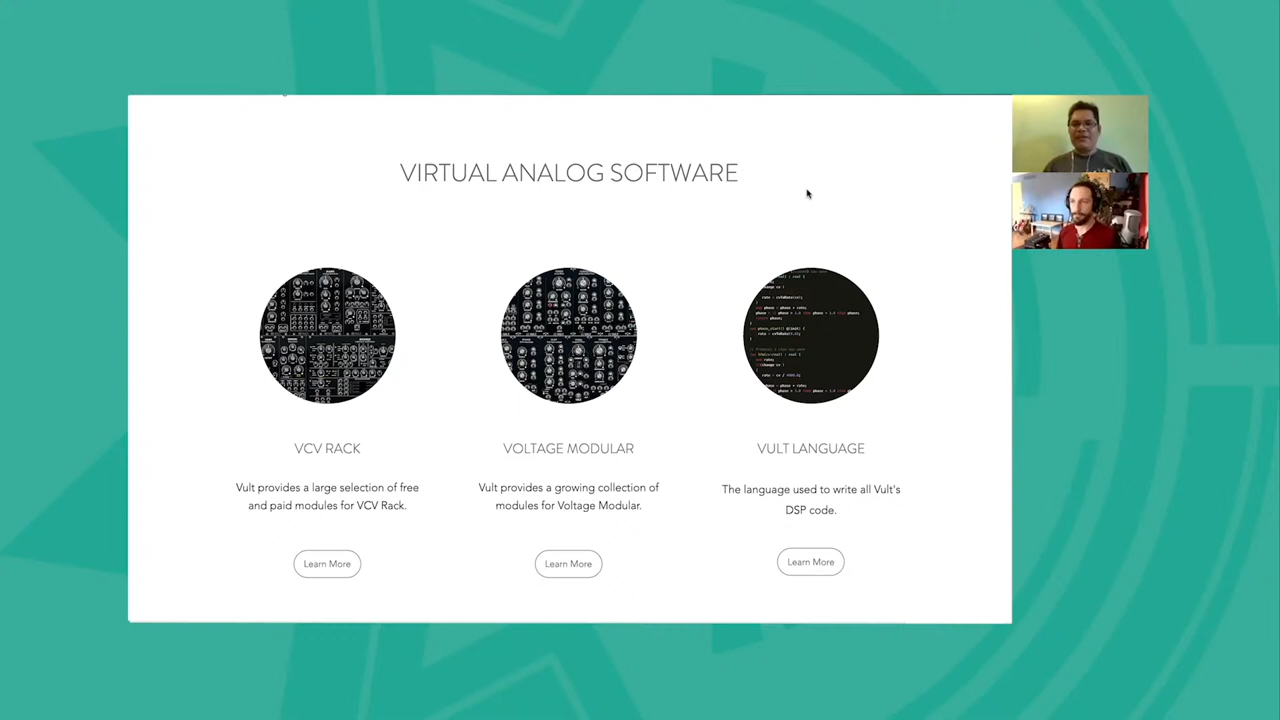 VIRTUAL ANALOG SOFTWARE
VCV RACK
Vult provides a large selection of free
and paid modules for VCV Rack.
Learn More
VOLTAGE MODULAR
Vult provides a growing collection of
modules for Voltage Modular.
Learn More
VULT LANGUAGE
The language used to write all Vult's
DSP code.
Learn More